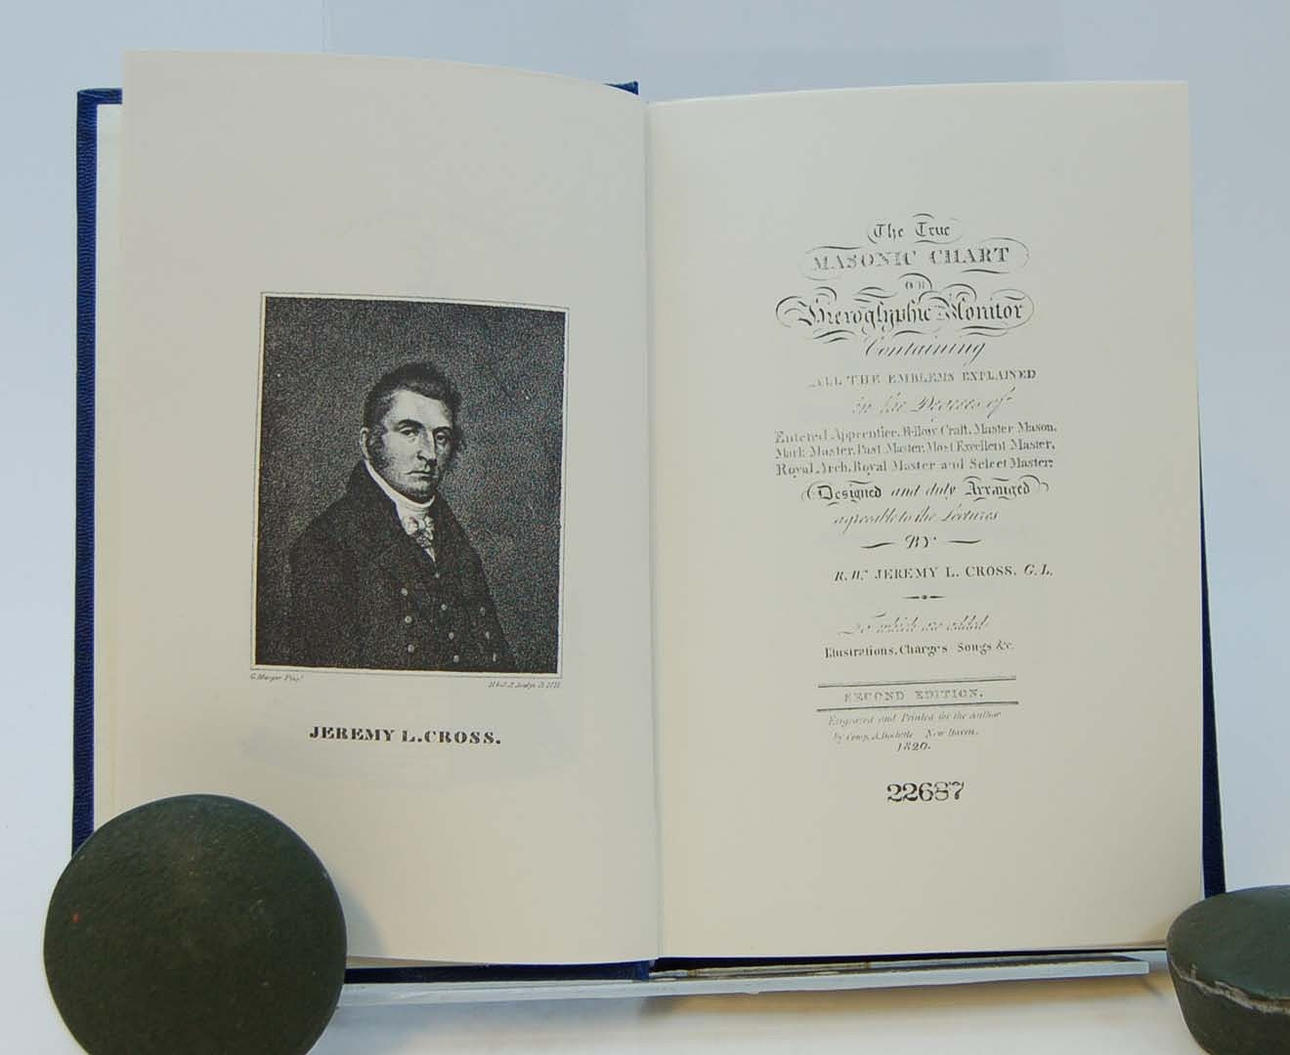 JEREMY L. CROSS.
The True
MASONIC CHART
OR
Hieroglyphic Monitor
Containing
ALL THE EMBLEMS EXPLAINED
in the Degrees of
Entered Apprentice, Fellow Craft, Master Mason,
Mark Master, Past Master, Most Excellent Master,
Royal Arch, Royal Master and Select Master;
Designed and duly Arranged
agreeable to the Lectures
BY
R. W. JEREMY L. CROSS, G. L.
To which are added
Illustrations, Charges Songs &c.
SECOND EDITION.
Engraved and Printed for the author
by Comp. A. Doolittle New Haven.
1820.
22687